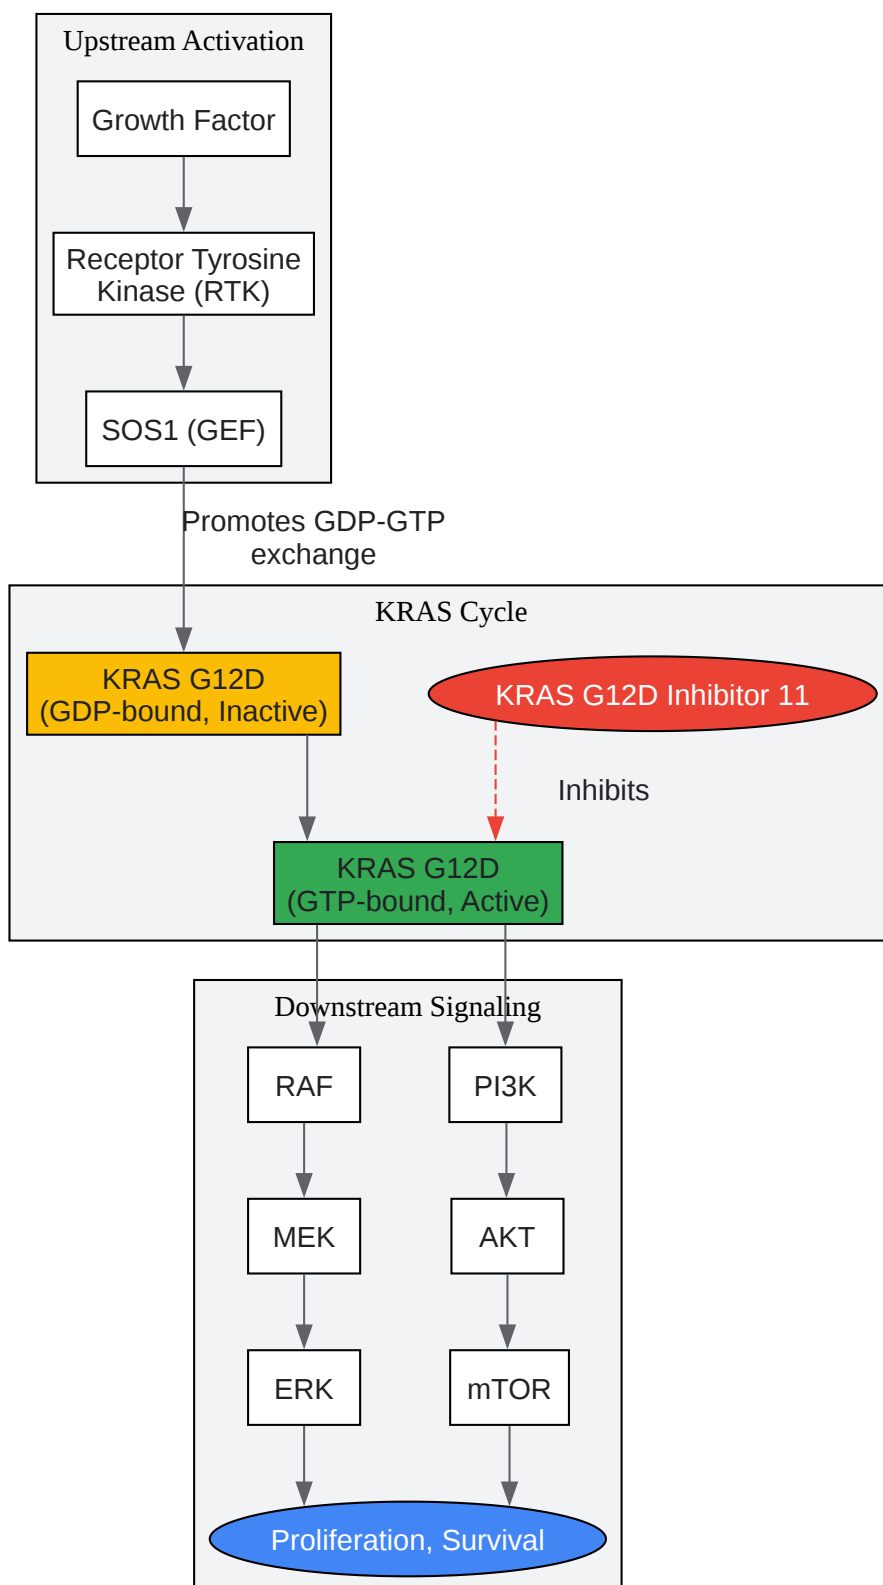 Upstream Activation
Growth Factor
Receptor Tyrosine
Kinase (RTK)
SOS1 (GEF)
Promotes GDP-GTP
exchange
KRAS Cycle
KRAS G12D
(GDP-bound, Inactive)
KRAS G12D Inhibitor 11
Inhibits
KRAS G12D
(GTP-bound, Active)
Downstream Signaling
RAF
PI3K
MEK
AKT
ERK
mTOR
Proliferation, Survival